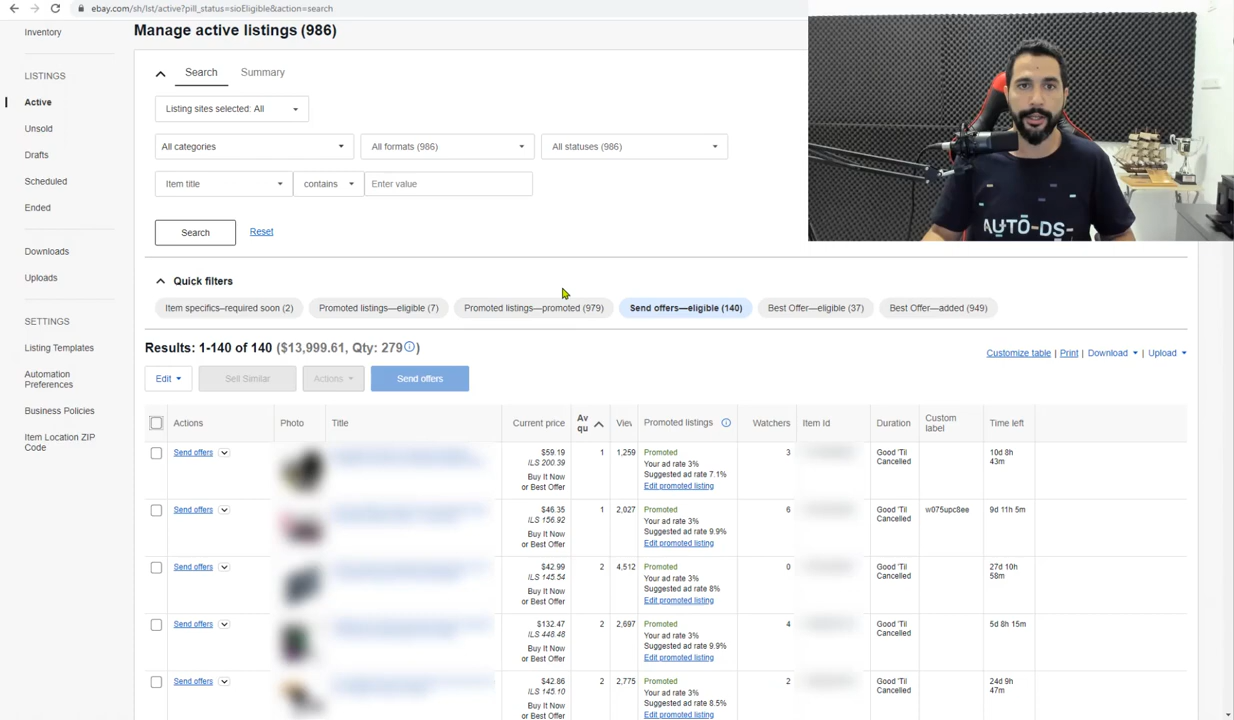 ebay.com/sh/lst/active?pill_status=sioEligible&action=search
Inventory
LISTINGS
Active
Unsold
Drafts
Scheduled
Ended
Downloads
Uploads
SETTINGS
Listing Templates
Automation
Preferences
Business Policies
Item Location ZIP
Code
Manage active listings (986)
Search Summary
Listing sites selected: All
All categories All formats (986) All statuses (986)
Item title contains Enter value
Search Reset
AUTO-DS-
Quick filters
Item specifics–required soon (2) Promoted listings—eligible (7) Promoted listings—promoted (979) Send offers—eligible (140) Best Offer—eligible (37) Best Offer—added (949)
Results: 1-140 of 140 ($13,999.61, Qty: 279)
Customize table | Print | Download | Upload
Edit Sell Similar Actions Send offers
Actions Photo Title Current price Av qu Viev Promoted listings Watchers Item Id Duration Custom label Time left
Send offers $59.19 1 1,259 Promoted 3 Good 'Til 10d 8h
ILS 200.39 Your ad rate 3% Cancelled 43m
Buy It Now Suggested ad rate 7.1%
or Best Offer Edit promoted listing
Send offers $46.35 1 2,027 Promoted 6 Good 'Til w075upc8ee 9d 11h 5m
ILS 156.92 Your ad rate 3% Cancelled
Buy It Now Suggested ad rate 9.9%
or Best Offer Edit promoted listing
Send offers $42.99 2 4,512 Promoted 0 Good 'Til 27d 10h
ILS 145.54 Your ad rate 3% Cancelled 58m
Buy It Now Suggested ad rate 8%
or Best Offer Edit promoted listing
Send offers $132.47 2 2,697 Promoted 4 Good 'Til 5d 8h 15m
ILS 448.48 Your ad rate 3% Cancelled
Buy It Now Suggested ad rate 9.9%
or Best Offer Edit promoted listing
Send offers $42.86 2 2,775 Promoted 2 Good 'Til 24d 9h
ILS 145.10 Your ad rate 3% Cancelled 47m
Buy It Now Suggested ad rate 8.5%
or Best Offer Edit promoted listing